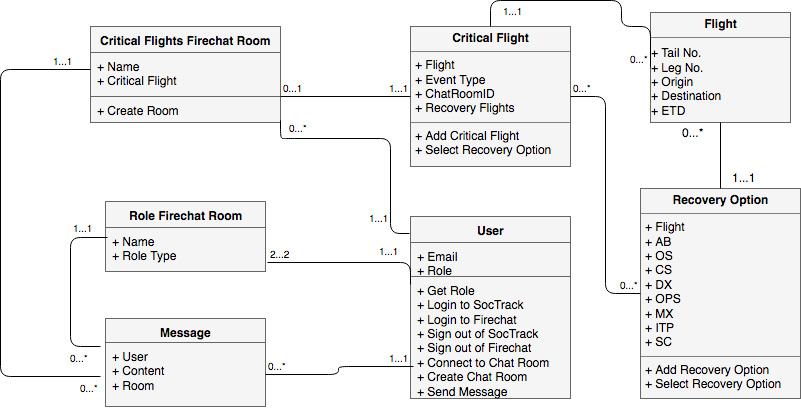 Critical Flights Firechat Room
+ Name
+ Critical Flight
+ Create Room
Critical Flight
+ Flight
+ Event Type
+ ChatRoomID
+ Recovery Flights
+ Add Critical Flight
+ Select Recovery Option
Flight
+ Tail No.
+ Leg No.
+ Origin
+ Destination
+ ETD
1...1
0...*
1...1
0...1
1...1
0...*
0...*
0...*
1...1
Role Firechat Room
+ Name
+ Role Type
1...1
2...2
1...1
1...1
User
+ Email
+ Role
+ Get Role
+ Login to SocTrack
+ Login to Firechat
+ Sign out of SocTrack
+ Sign out of Firechat
+ Connect to Chat Room
+ Create Chat Room
+ Send Message
Recovery Option
+ Flight
+ AB
+ OS
+ CS
+ DX
+ OPS
+ MX
+ ITP
+ SC
+ Add Recovery Option
+ Select Recovery Option
0...*
Message
+ User
+ Content
+ Room
0...*
0...*
0...*
1...1